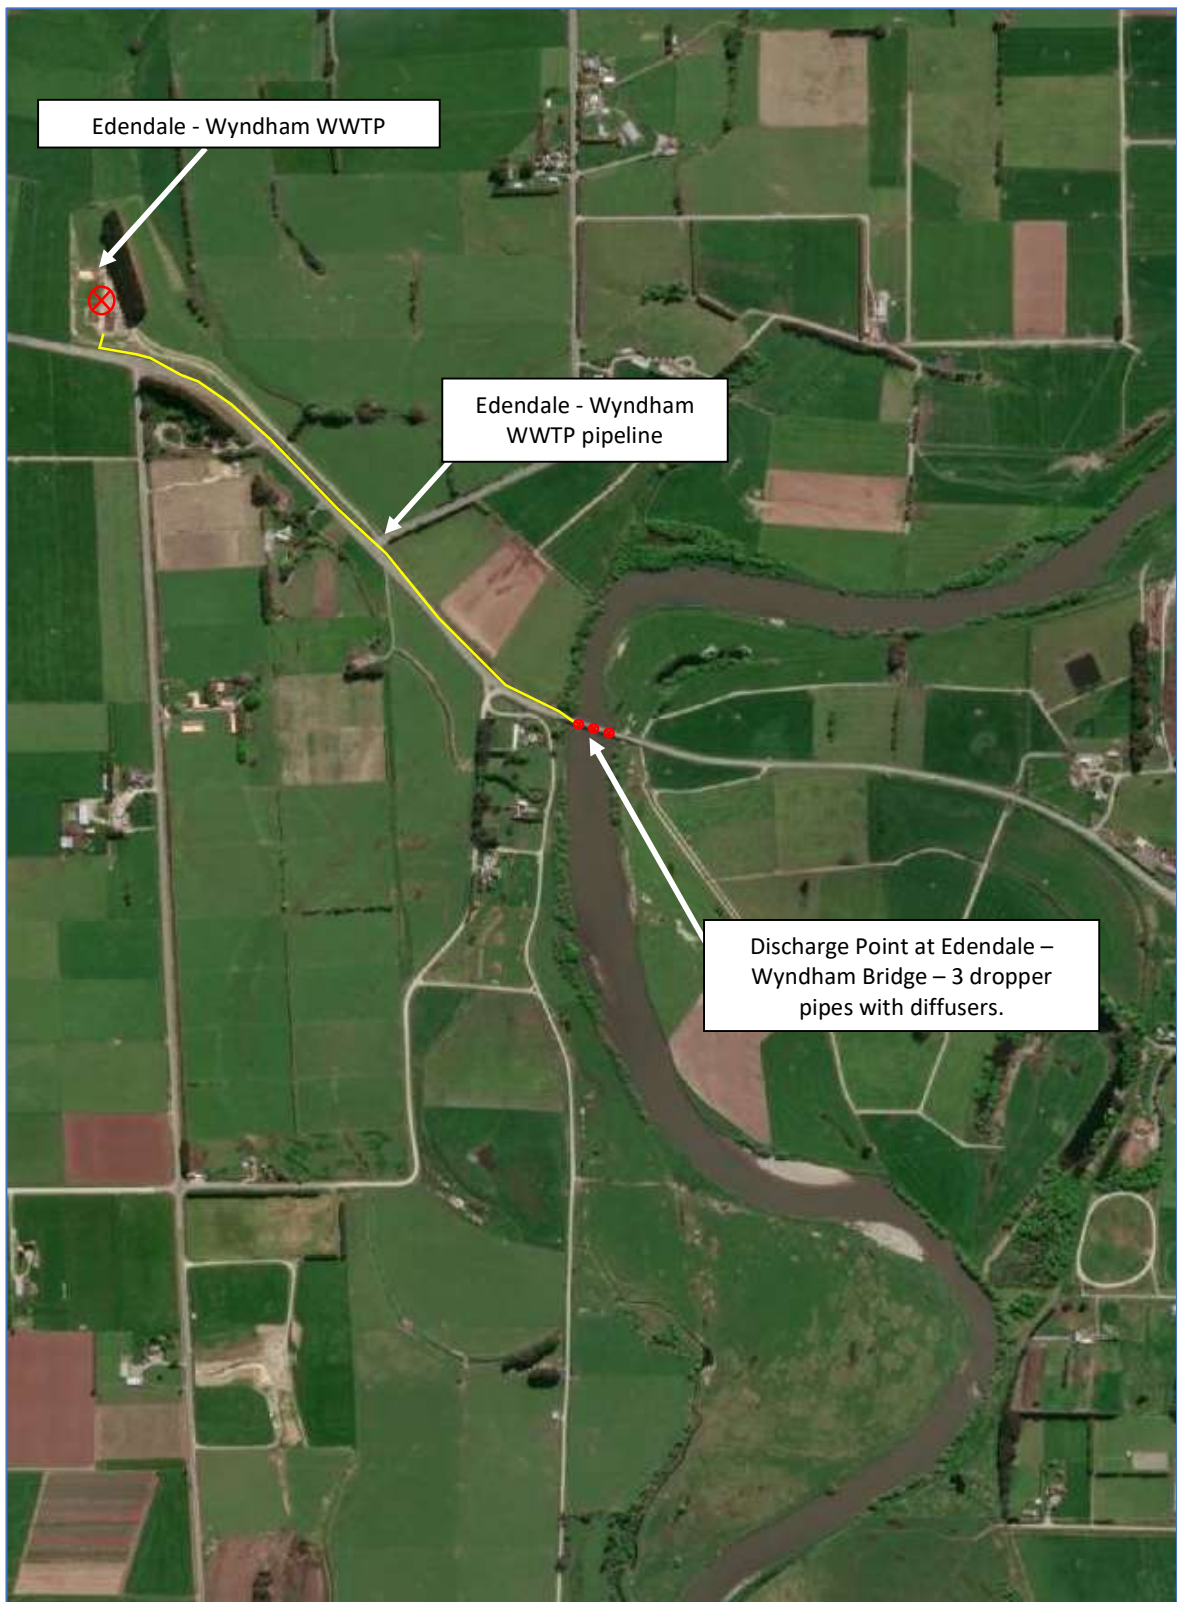 Edendale - Wyndham WWTP
Edendale - Wyndham
WWTP pipeline
Discharge Point at Edendale –
Wyndham Bridge – 3 dropper
pipes with diffusers.